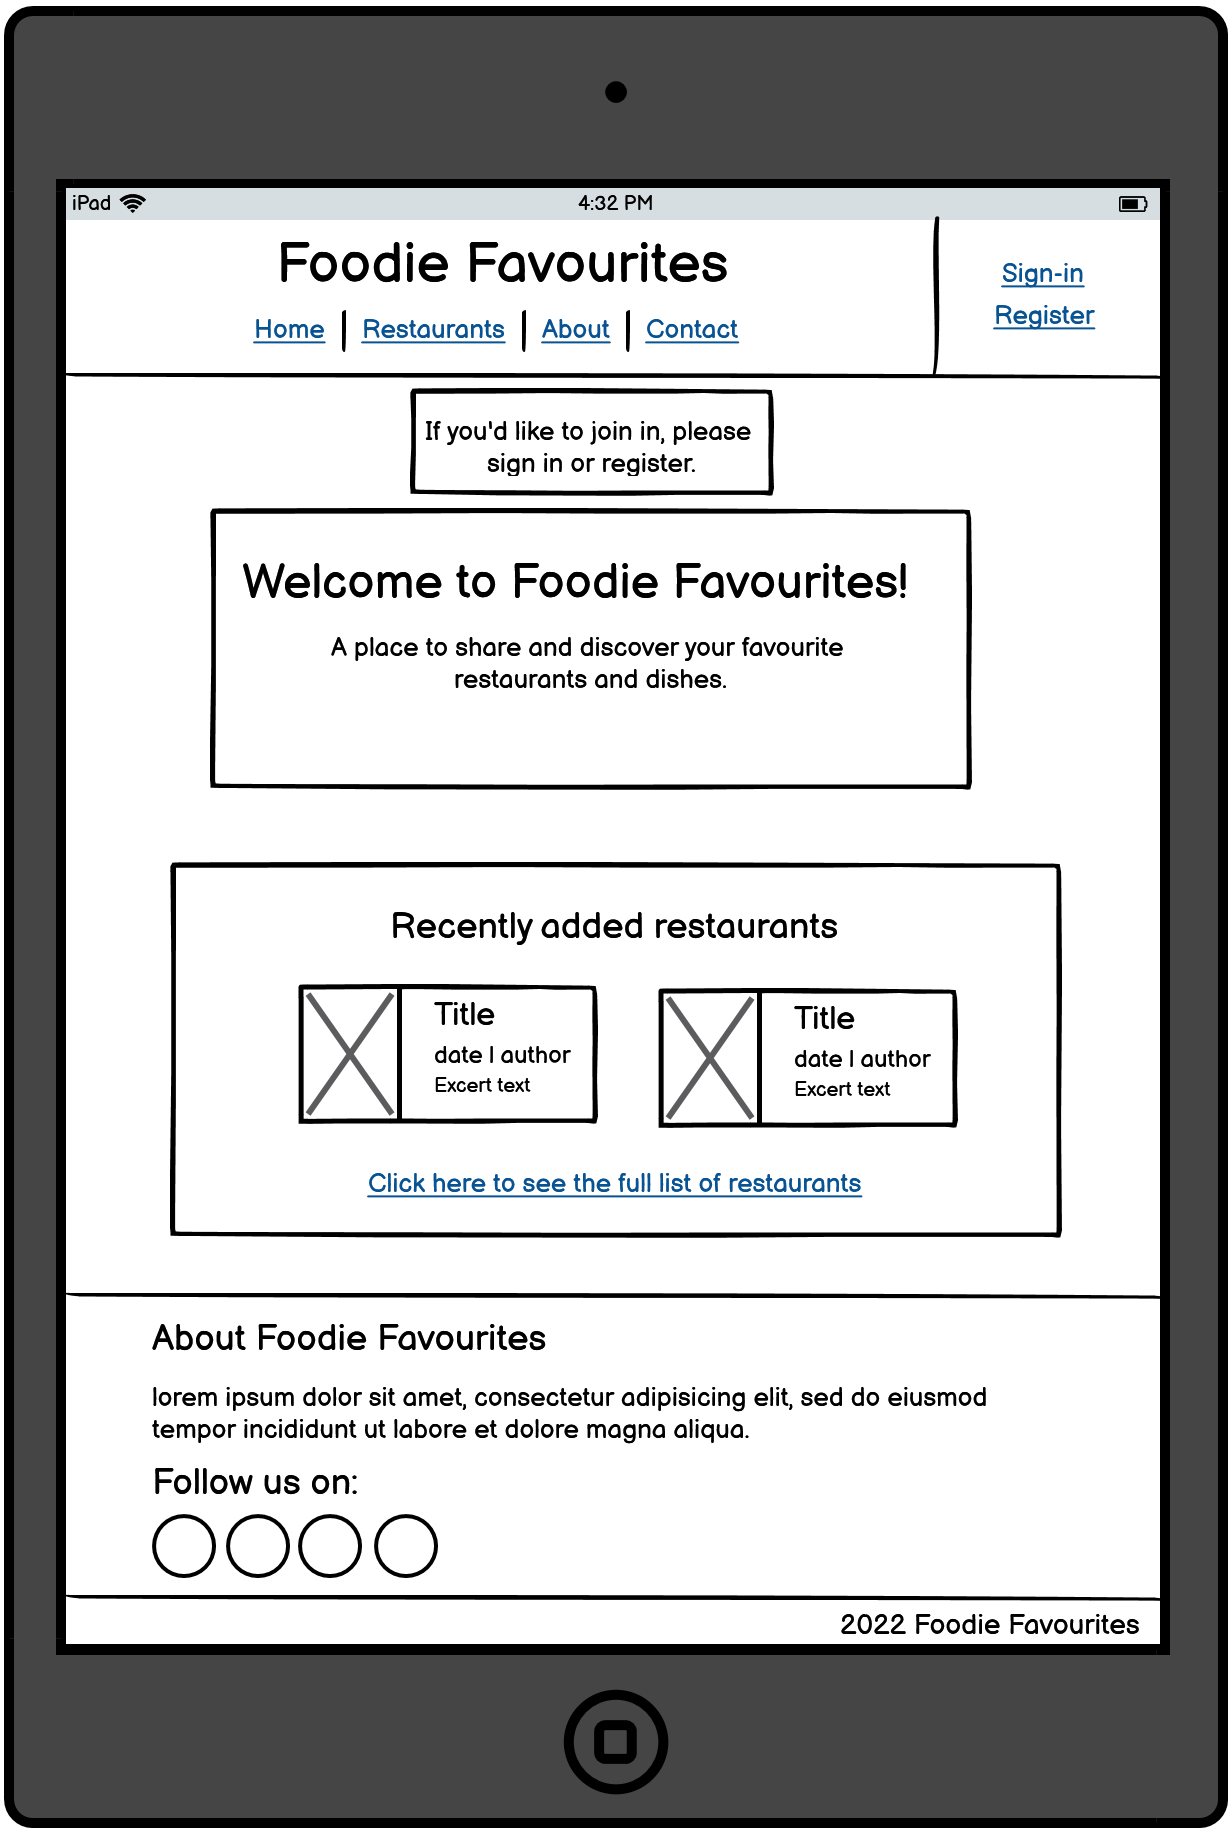 iPad 4:32 PM
Foodie Favourites
Home | Restaurants | About | Contact
Sign-in
Register
If you'd like to join in, please
sign in or register.
Welcome to Foodie Favourites!
A place to share and discover your favourite
restaurants and dishes.
Recently added restaurants
Title
date | author
Excert text
Title
date | author
Excert text
Click here to see the full list of restaurants
About Foodie Favourites
lorem ipsum dolor sit amet, consectetur adipisicing elit, sed do eiusmod
tempor incididunt ut labore et dolore magna aliqua.
Follow us on:
2022 Foodie Favourites